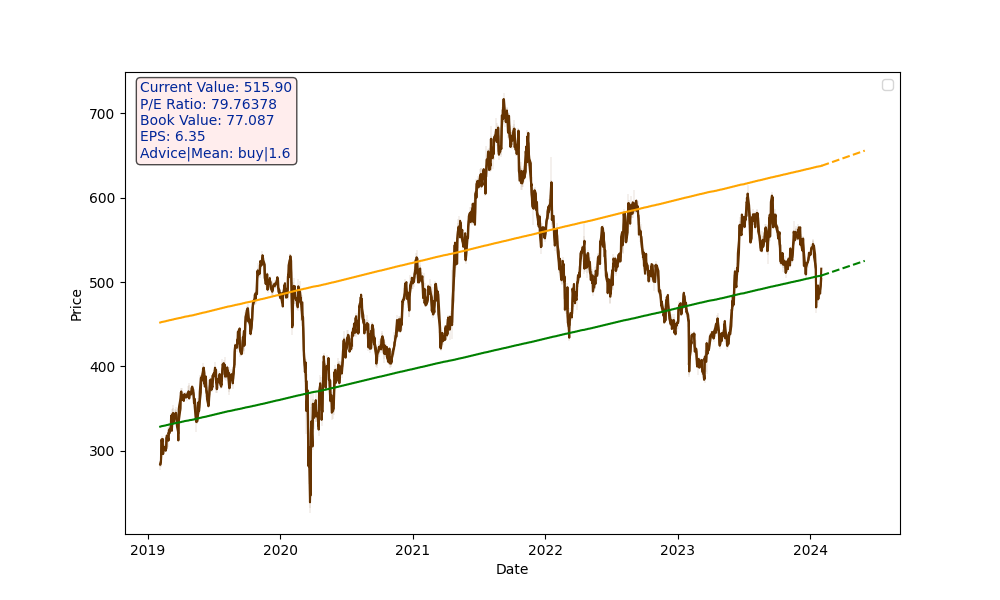 Current Value: 515.90
P/E Ratio: 79.76378
Book Value: 77.087
EPS: 6.35
Advice|Mean: buy|1.6
700
600
500
400
300
Price
2019
2020
2021
2022
2023
2024
Date